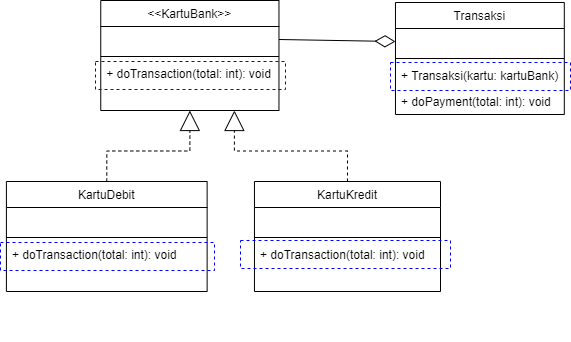 <<KartuBank>>
+ doTransaction(total: int): void
Transaksi
+ Transaksi(kartu: kartuBank)
+ doPayment(total: int): void
KartuDebit
+ doTransaction(total: int): void
KartuKredit
+ doTransaction(total: int): void